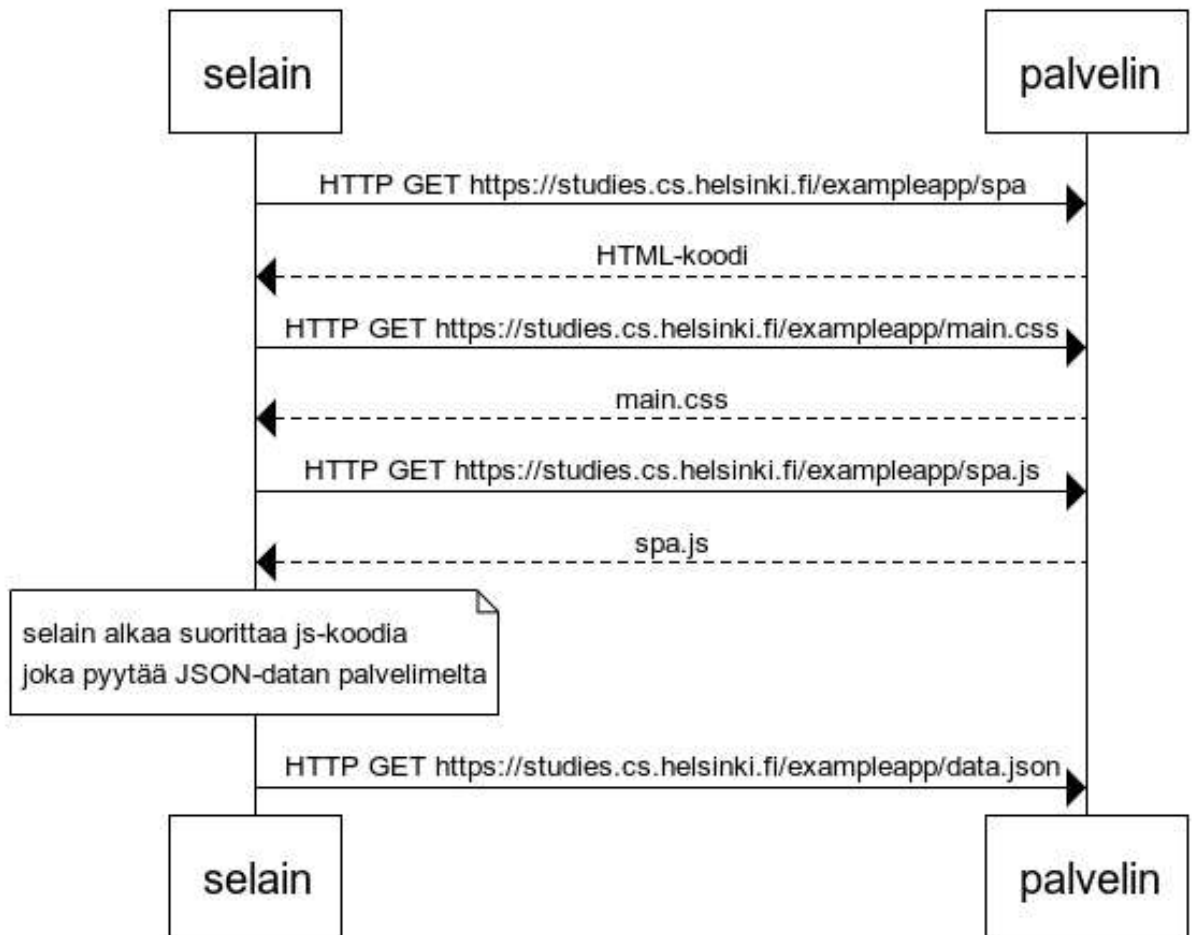 selain
palvelin
HTTP GET https://studies.cs.helsinki.fi/exampleapp/spa
HTML-koodi
HTTP GET https://studies.cs.helsinki.fi/exampleapp/main.css
main.css
HTTP GET https://studies.cs.helsinki.fi/exampleapp/spa.js
spa.js
selain alkaa suorittaa js-koodia
joka pyytää JSON-datan palvelimelta
HTTP GET https://studies.cs.helsinki.fi/exampleapp/data.json
selain
palvelin